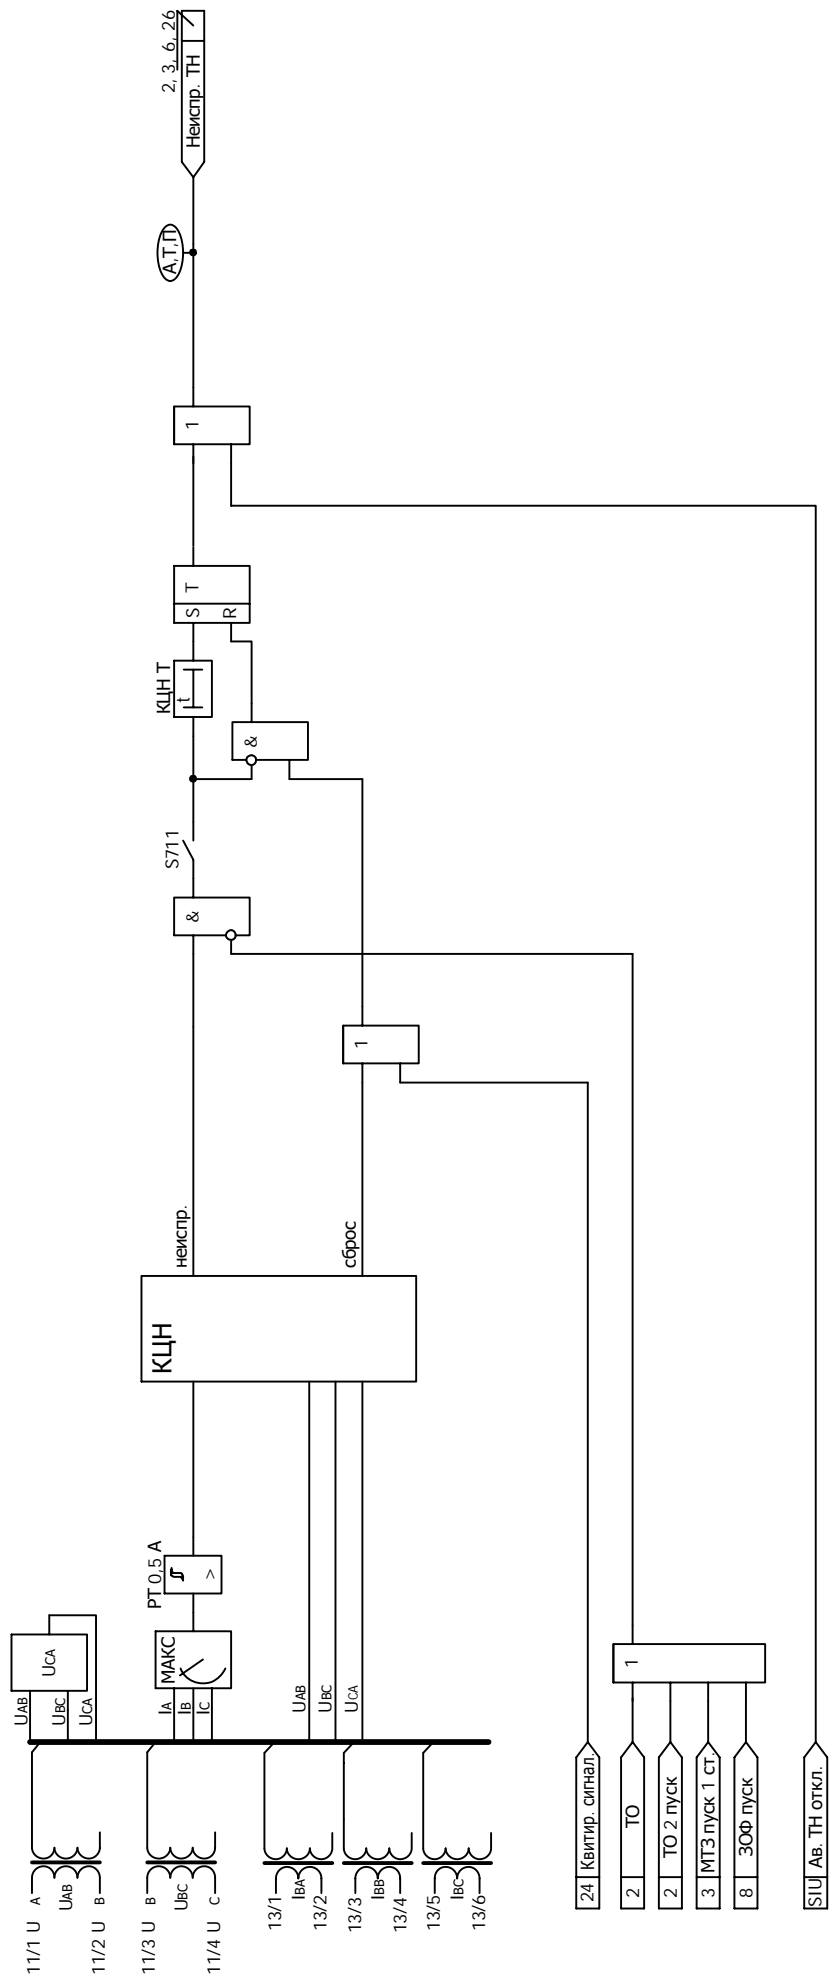 11/1 U A
UAB
11/2 U B
11/3 U B
UBC
11/4 U C
13/1
IBA
13/2
13/3
IBB
13/4
13/5
IBC
13/6
UAB
UBC
UCA
UCA
IA
IB
IC
МАКС
РТ 0,5 А
>
UAB
UBC
UCA
КЦН
неиспр.
сброс
1
&
S711
&
КЦН Т
t
S
R
T
1
А,Т,П
Неиспр. ТН
2, 3, 6, 26
24 Квитир. сигнал.
2 ТО
2 ТО 2 пуск
3 МТЗ пуск 1 ст.
8 ЗОФ пуск
1
SIU Ав. ТН откл.